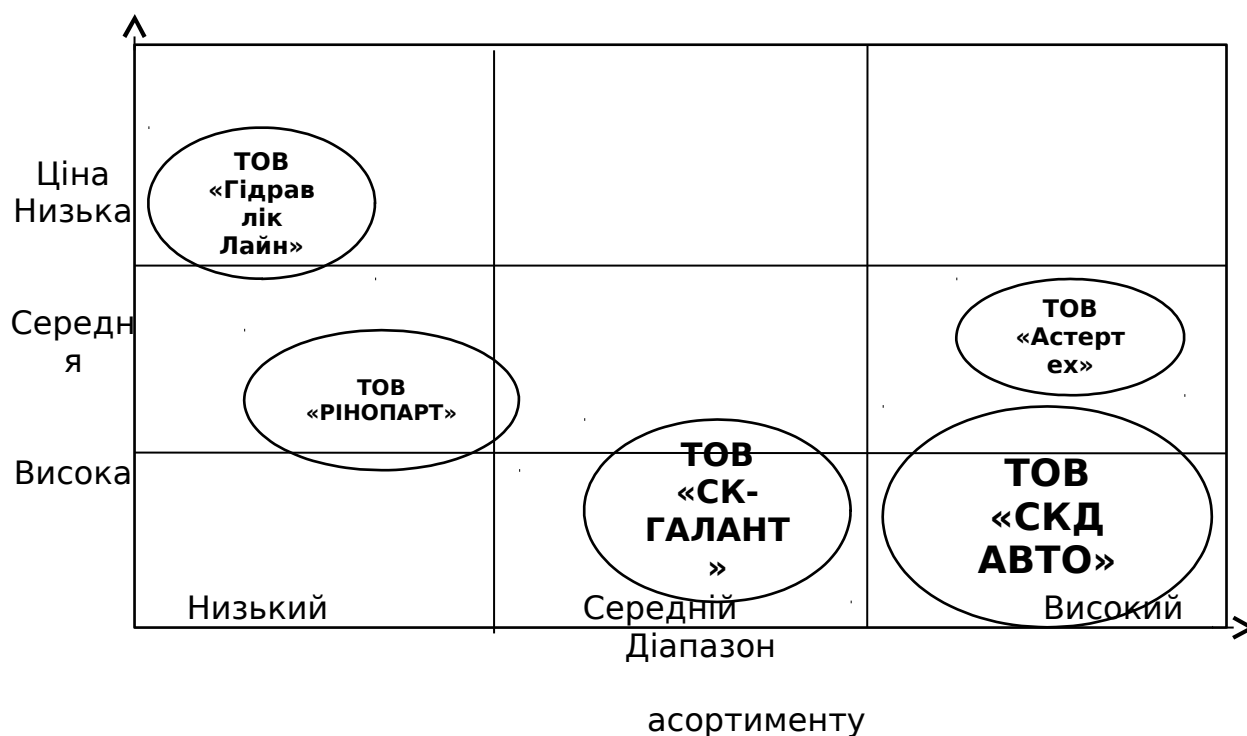 Ціна
Низька
ТОВ
«Гідрав
лік
Лайн»
Середн
я
ТОВ
«Астерт
ех»
ТОВ
«РІНОПАРТ»
Висока
ТОВ
«СК-
ГАЛАНТ
»
ТОВ
«СКД
АВТО»
Низький
Середній
Високий
Діапазон
асортименту